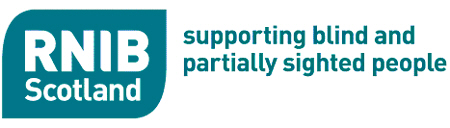 RNIB
Scotland
supporting blind and
partially sighted people